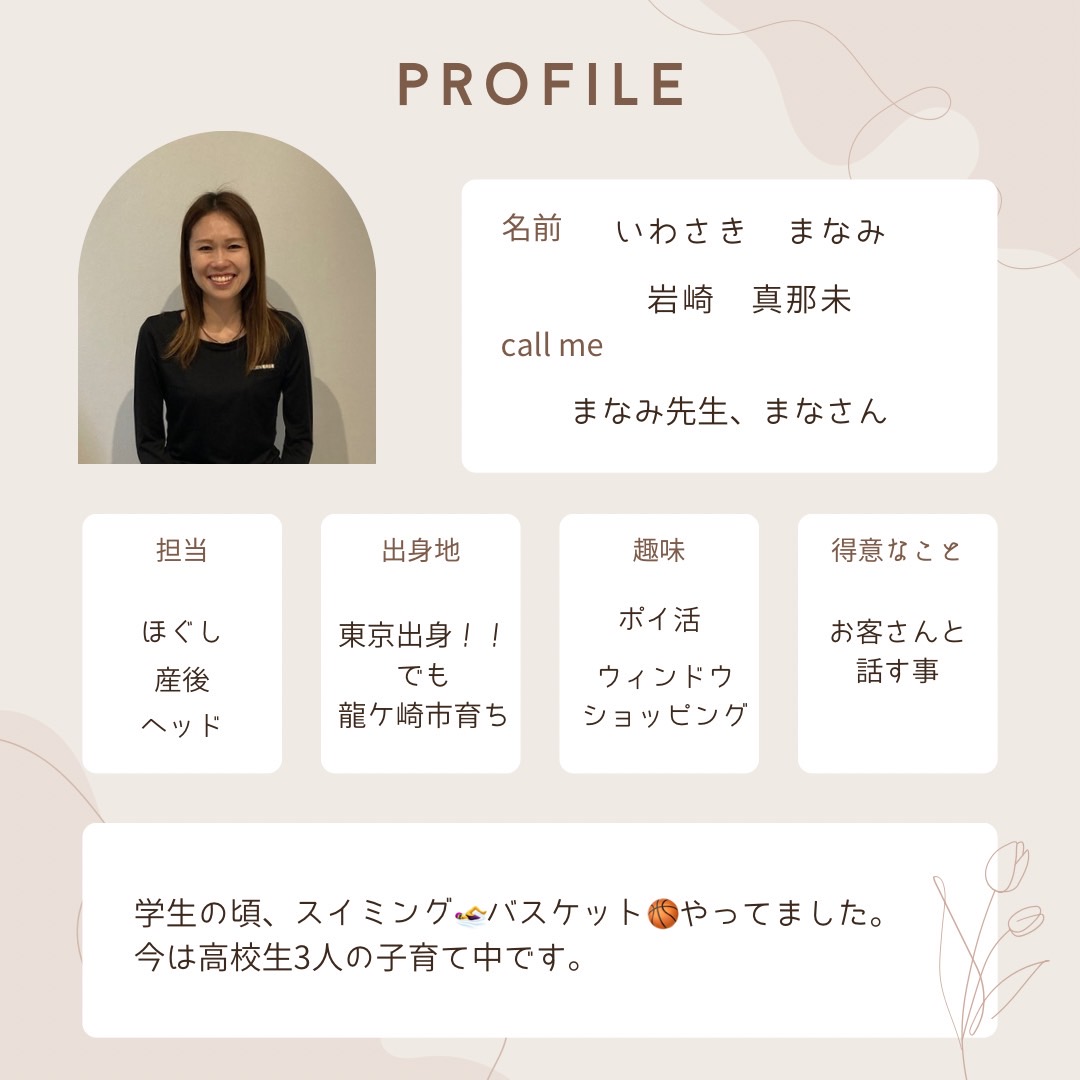 PROFILE
名前 いわさき まなみ
岩崎 真那未
call me
まなみ先生、まなさん
担当
ほぐし
産後
ヘッド
出身地
東京出身！！
でも
龍ケ崎市育ち
趣味
ポイ活
ウィンドウ
ショッピング
得意なこと
お客さんと
話す事
学生の頃、スイミング🏊バスケット🏀やってました。
今は高校生3人の子育て中です。